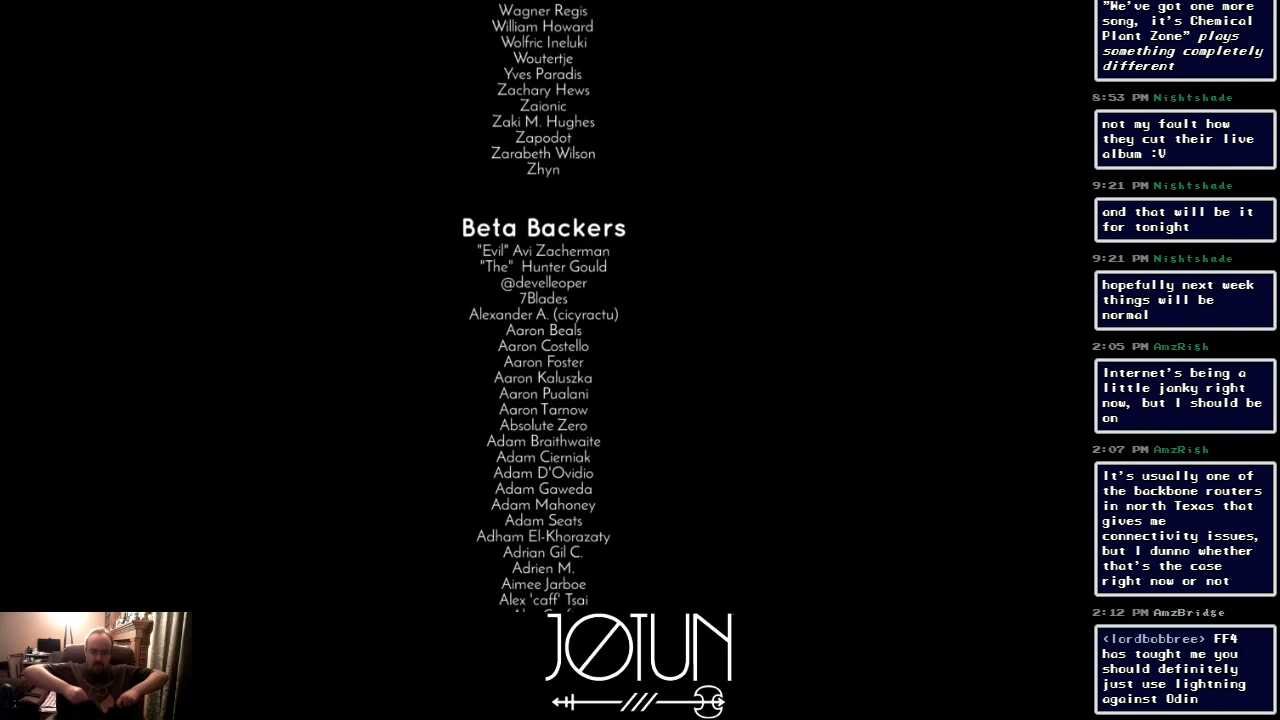 Wagner Regis
William Howard
Wolfric Ineluki
Woutertje
Yves Paradis
Zachary Hews
Zaionic
Zaki M. Hughes
Zapodot
Zarabeth Wilson
Zhyn
Beta Backers
"Evil" Avi Zacherman
"The"  Hunter Gould
@develleoper
7Blades
Alexander A. (cicyractu)
Aaron Beals
Aaron Costello
Aaron Foster
Aaron Kaluszka
Aaron Pualani
Aaron Tarnow
Absolute Zero
Adam Braithwaite
Adam Cierniak
Adam D'Ovidio
Adam Gaweda
Adam Mahoney
Adam Seats
Adham El-Khorazaty
Adrian Gil C.
Adrien M.
Aimee Jarboe
Alex 'caff' Tsai
JØTUN
"We've got one more
song, it's Chemical
Plant Zone" plays
something completely
different
8:53 PM Nightshade
not my fault how
they cut their live
album :V
9:21 PM Nightshade
and that will be it
for tonight
9:21 PM Nightshade
hopefully next week
things will be
normal
2:05 PM AmzRigh
Internet's being a
little janky right
now, but I should be
on
2:07 PM AmzRigh
It's usually one of
the backbone routers
in north Texas that
gives me
connectivity issues,
but I dunno whether
that's the case
right now or not
2:12 PM AmzBridge
<lordbobbree> FF4
has taught me you
should definitely
just use lightning
against Odin